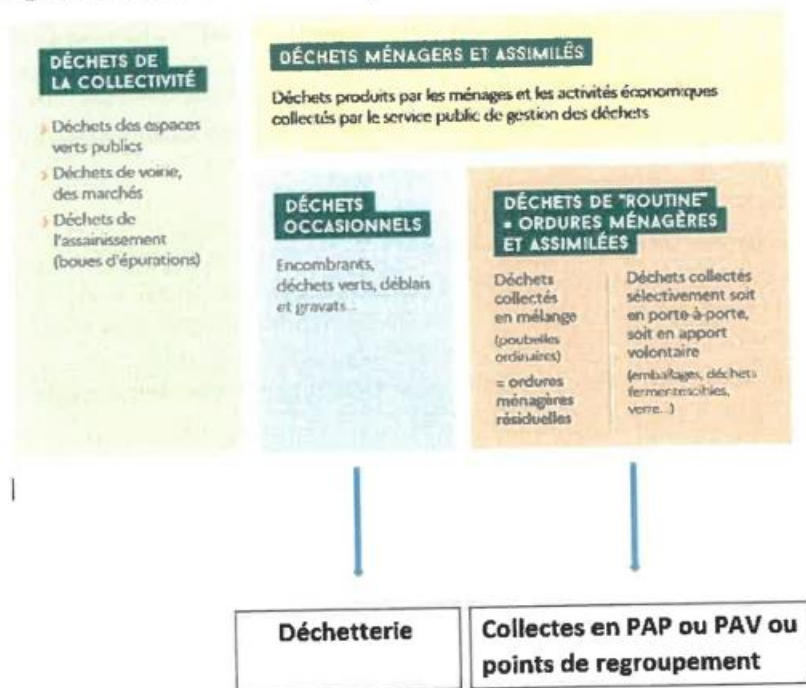 DÉCHETS DE
LA COLLECTIVITÉ
› Déchets des espaces
verts publics
› Déchets de voirie,
des marchés
› Déchets de
l'assainissement
(boues d'épurations)
DÉCHETS MÉNAGERS ET ASSIMILÉS
Déchets produits par les ménages et les activités économiques
collectés par le service public de gestion des déchets
DÉCHETS
OCCASIONNELS
Encombrants,
déchets verts, déblais
et gravats...
DÉCHETS DE "ROUTINE"
= ORDURES MÉNAGÈRES
ET ASSIMILÉES
Déchets
collectés
en mélange
(poubelles
ordinaires)
= ordures
ménagères
résiduelles
Déchets collectés
sélectivement soit
en porte-à-porte,
soit en apport
volontaire
(emballages, déchets
fermentescibles,
verre...)
Déchetterie
Collectes en PAP ou PAV ou
points de regroupement